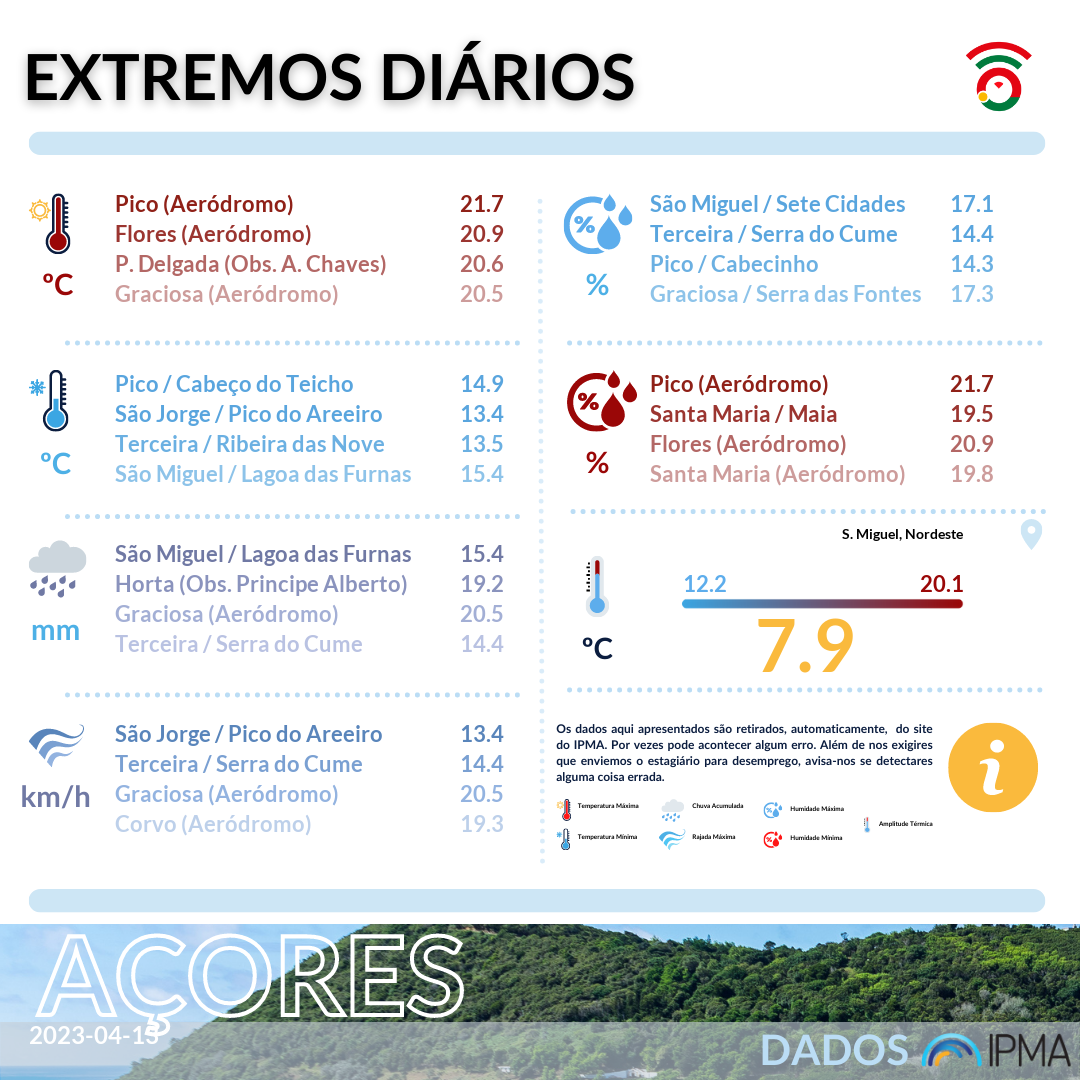 EXTREMOS DIÁRIOS
Pico (Aeródromo) 21.7
Flores (Aeródromo) 20.9
P. Delgada (Obs. A. Chaves) 20.6
Graciosa (Aeródromo) 20.5
ºC
Pico / Cabeço do Teicho 14.9
São Jorge / Pico do Areeiro 13.4
Terceira / Ribeira das Nove 13.5
São Miguel / Lagoa das Furnas 15.4
ºC
São Miguel / Lagoa das Furnas 15.4
Horta (Obs. Principe Alberto) 19.2
Graciosa (Aeródromo) 20.5
Terceira / Serra do Cume 14.4
mm
São Jorge / Pico do Areeiro 13.4
Terceira / Serra do Cume 14.4
Graciosa (Aeródromo) 20.5
Corvo (Aeródromo) 19.3
km/h
%
São Miguel / Sete Cidades 17.1
Terceira / Serra do Cume 14.4
Pico / Cabecinho 14.3
Graciosa / Serra das Fontes 17.3
%
%
Pico (Aeródromo) 21.7
Santa Maria / Maia 19.5
Flores (Aeródromo) 20.9
Santa Maria (Aeródromo) 19.8
%
S. Miguel, Nordeste
12.2 20.1
7.9
ºC
Os dados aqui apresentados são retirados, automaticamente, do site
do IPMA. Por vezes pode acontecer algum erro. Além de nos exigires
que enviemos o estagiário para desemprego, avisa-nos se detectares
alguma coisa errada.
i
Temperatura Máxima
Chuva Acumulada
% Humidade Máxima
Amplitude Térmica
Temperatura Mínima
Rajada Máxima
% Humidade Mínima
AÇORES
2023-04-15
DADOS IPMA